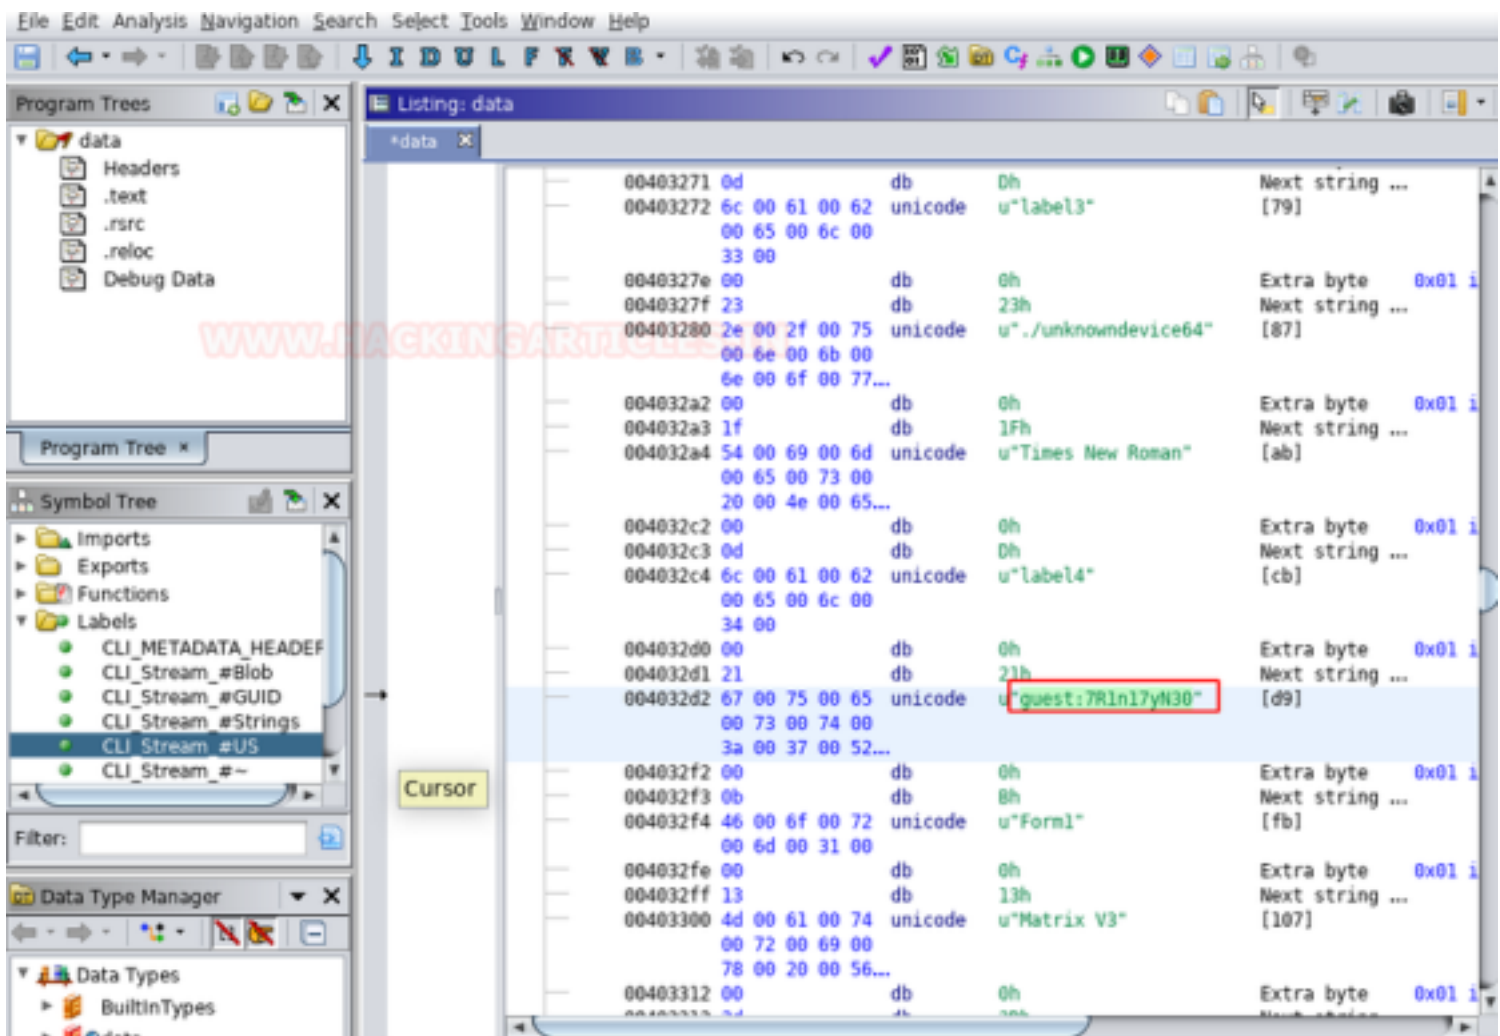 File Edit Analysis Navigation Search Select Tools Window Help
I D U L F
Program Trees
data
Headers
.text
.rsrc
.reloc
Debug Data
Program Tree ×
Symbol Tree
Imports
Exports
Functions
Labels
CLI_METADATA_HEADER
CLI_Stream_#Blob
CLI_Stream_#GUID
CLI_Stream_#Strings
CLI_Stream_#US
CLI_Stream_#~
Filter:
Data Type Manager
Data Types
BuiltInTypes
Listing: data
*data
WWW.HACKINGARTICLES.IN
Cursor
00403271 0d db Dh Next string ...
00403272 6c 00 61 00 62 unicode u"label3" [79]
00 65 00 6c 00
33 00
0040327e 00 db 0h Extra byte 0x01 i
0040327f 23 db 23h Next string ...
00403280 2e 00 2f 00 75 unicode u"./unknowndevice64" [87]
00 6e 00 6b 00
6e 00 6f 00 77...
004032a2 00 db 0h Extra byte 0x01 i
004032a3 1f db 1Fh Next string ...
004032a4 54 00 69 00 6d unicode u"Times New Roman" [ab]
00 65 00 73 00
20 00 4e 00 65...
004032c2 00 db 0h Extra byte 0x01 i
004032c3 0d db Dh Next string ...
004032c4 6c 00 61 00 62 unicode u"label4" [cb]
00 65 00 6c 00
34 00
004032d0 00 db 0h Extra byte 0x01 i
004032d1 21 db 21h Next string ...
004032d2 67 00 75 00 65 unicode u"guest:7R1nl7yN30" [d9]
00 73 00 74 00
3a 00 37 00 52...
004032f2 00 db 0h Extra byte 0x01 i
004032f3 0b db Bh Next string ...
004032f4 46 00 6f 00 72 unicode u"Form1" [fb]
00 6d 00 31 00
004032fe 00 db 0h Extra byte 0x01 i
004032ff 13 db 13h Next string ...
00403300 4d 00 61 00 74 unicode u"Matrix V3" [107]
00 72 00 69 00
78 00 20 00 56...
00403312 00 db 0h Extra byte 0x01 i